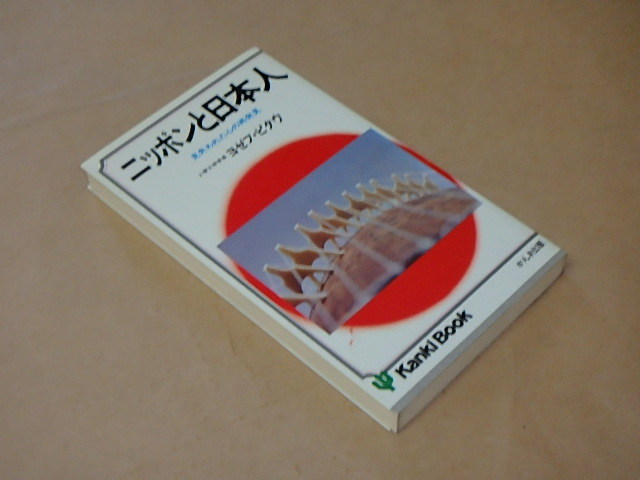 ニッポンと日本人
ヨゼフ・ピタウ
かんき出版
Kanki Book